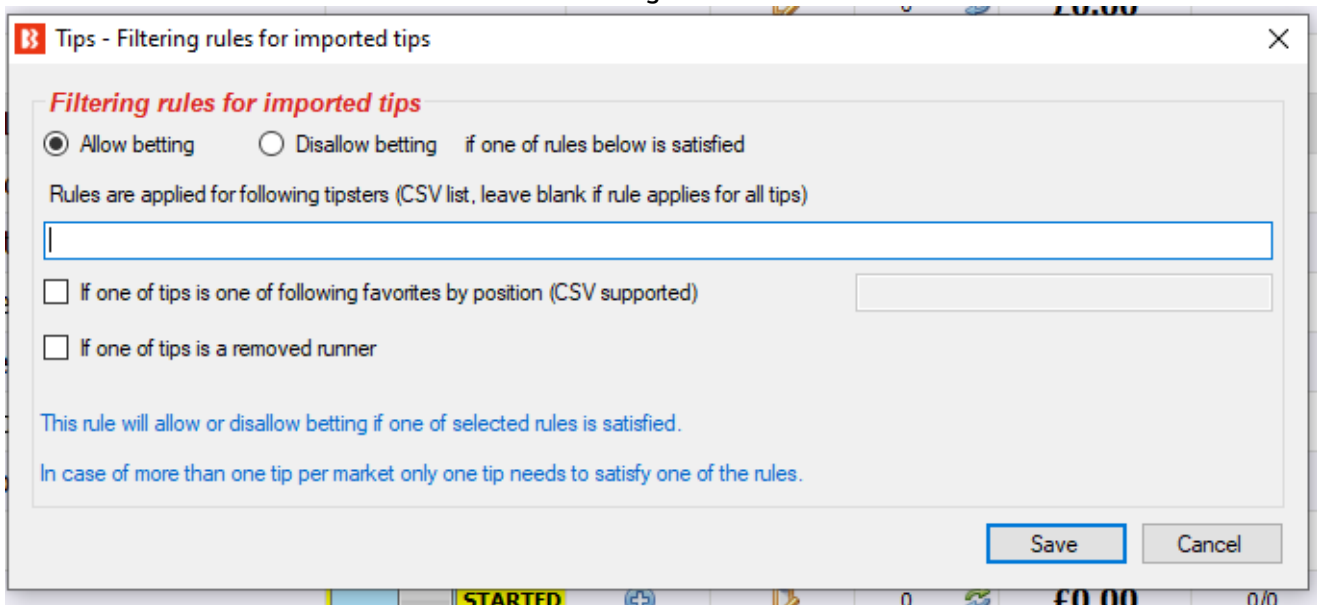 0 £0.00
Tips - Filtering rules for imported tips
Filtering rules for imported tips
Allow betting Disallow betting if one of rules below is satisfied
Rules are applied for following tipsters (CSV list, leave blank if rule applies for all tips)
If one of tips is one of following favorites by position (CSV supported)
If one of tips is a removed runner
This rule will allow or disallow betting if one of selected rules is satisfied.
In case of more than one tip per market only one tip needs to satisfy one of the rules.
Save Cancel
STARTED 0 £0.00 0/0